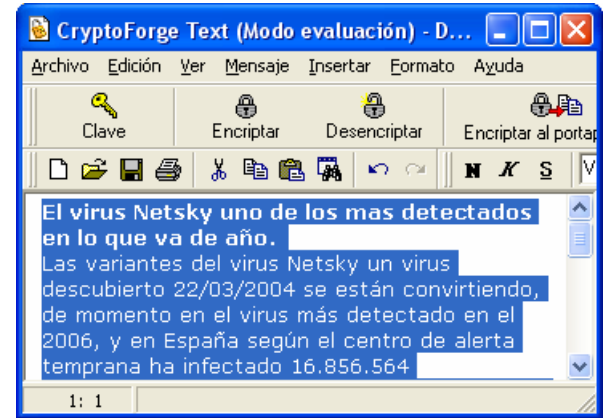 CryptoForge Text (Modo evaluación) - D...
Archivo Edición Ver Mensaje Insertar Formato Ayuda
Clave Encriptar Desencriptar Encriptar al portap
N K S V
El virus Netsky uno de los mas detectados
en lo que va de año.
Las variantes del virus Netsky un virus
descubierto 22/03/2004 se están convirtiendo,
de momento en el virus más detectado en el
2006, y en España según el centro de alerta
temprana ha infectado 16.856.564
1: 1